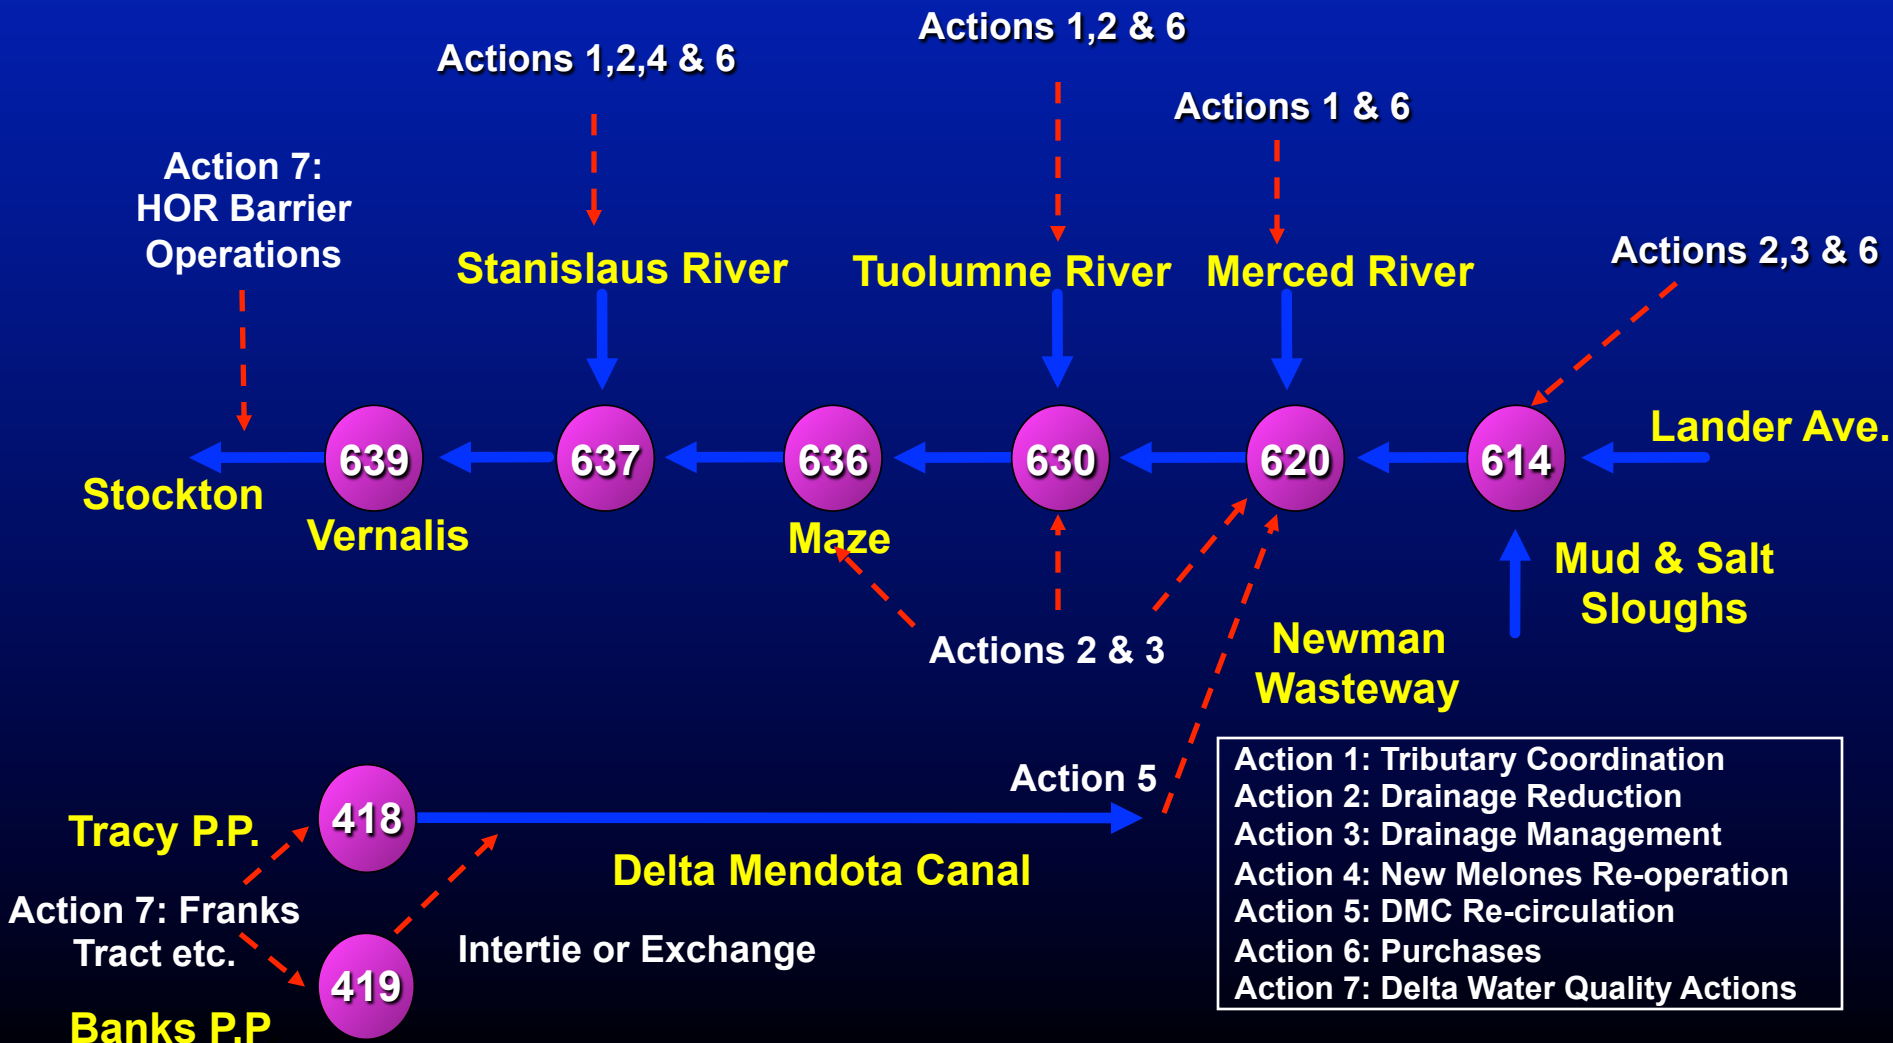 Actions 1,2 & 6
Actions 1,2,4 & 6
Actions 1 & 6
Action 7:
HOR Barrier
Operations
Actions 2,3 & 6
Stanislaus River
Tuolumne River
Merced River
Lander Ave.
639
637
636
630
620
614
Stockton
Vernalis
Maze
Mud & Salt
Sloughs
Actions 2 & 3
Newman
Wasteway
Action 5
Tracy P.P.
418
Delta Mendota Canal
Action 7: Franks
Tract etc.
Intertie or Exchange
419
Banks P.P
Action 1: Tributary Coordination
Action 2: Drainage Reduction
Action 3: Drainage Management
Action 4: New Melones Re-operation
Action 5: DMC Re-circulation
Action 6: Purchases
Action 7: Delta Water Quality Actions